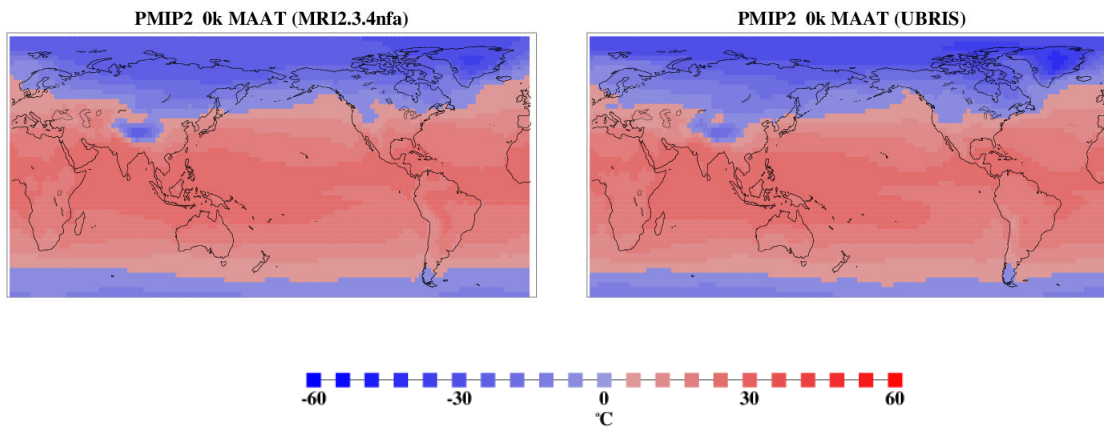 PMIP2 0k MAAT (MRI2.3.4nfa)
PMIP2 0k MAAT (UBRIS)
-60 -30 0 30 60
°C